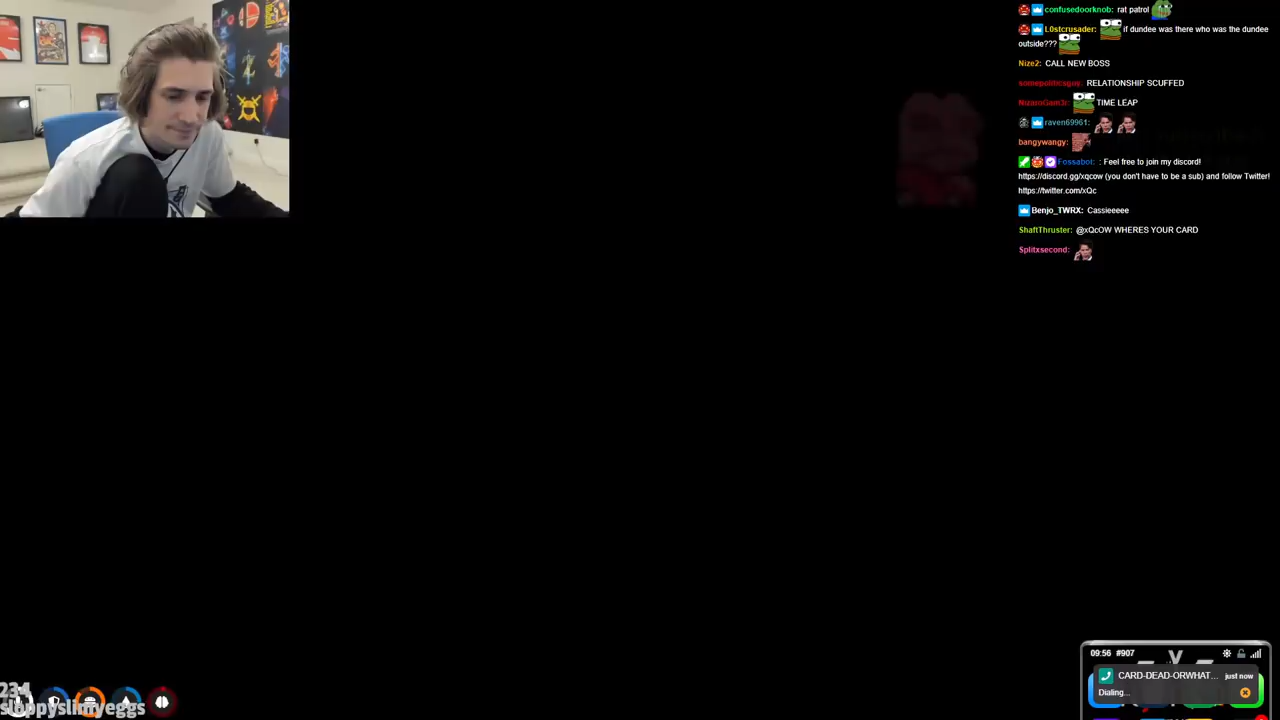 confusedoorknob: rat patrol
L0stcrusader: if dundee was there who was the dundee
outside???
Nize2: CALL NEW BOSS
somepoliticsguy: RELATIONSHIP SCUFFED
NizaroGam3r: TIME LEAP
raven69961:
bangywangy:
Fossabot: : Feel free to join my discord!
https://discord.gg/xqcow (you don't have to be a sub) and follow Twitter!
https://twitter.com/xQc
Benjo_TWRX: Cassieeeee
ShaftThruster: @xQcOW WHERES YOUR CARD
Splitxsecond:
09:56 #907
CARD-DEAD-ORWHAT... just now
Dialing...
234
sloppyslimyeggs